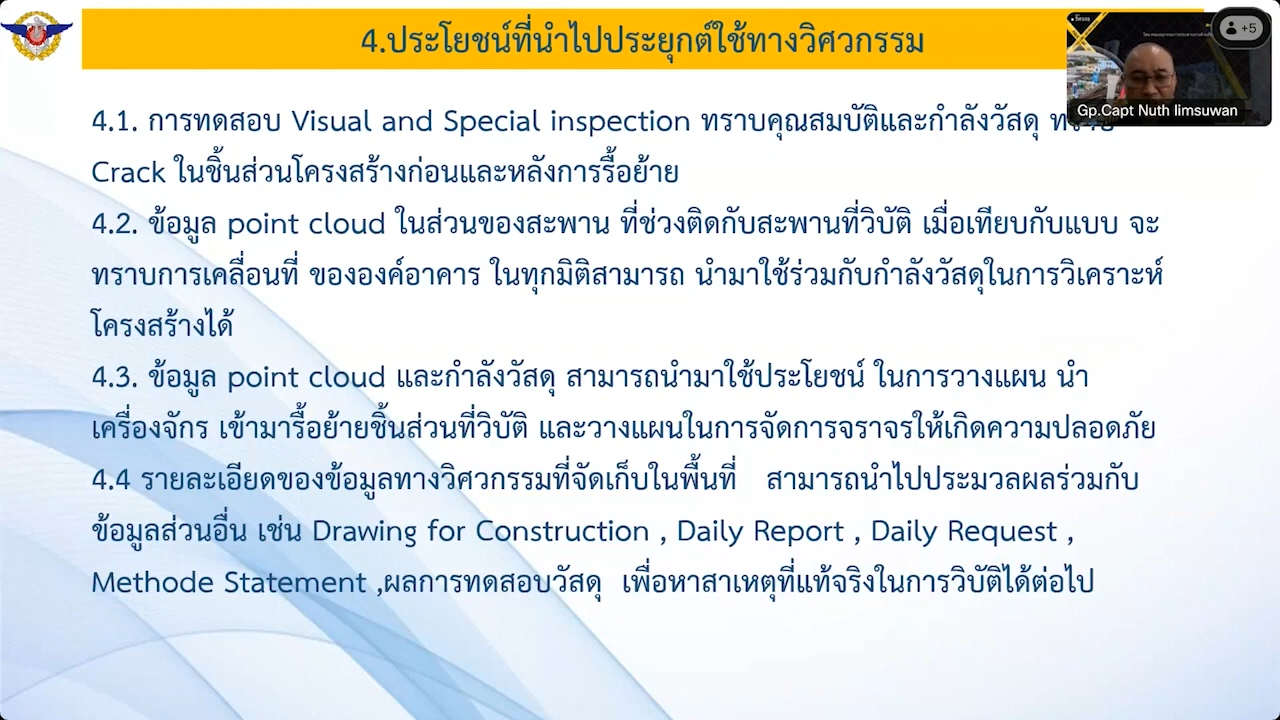 4.ประโยชน์ที่นำไปประยุกต์ใช้ทางวิศวกรรม
+5
Gp.Capt Nuth Iimsuwan
4.1. การทดสอบ Visual and Special inspection ทราบคุณสมบัติและกำลังวัสดุ
Crack ในชิ้นส่วนโครงสร้างก่อนและหลังการรื้อย้าย
4.2. ข้อมูล point cloud ในส่วนของสะพาน ที่ช่วงติดกับสะพานที่วิบัติ เมื่อเทียบกับแบบ จะ
ทราบการเคลื่อนที่ ขององค์อาคาร ในทุกมิติสามารถ นำมาใช้ร่วมกับกำลังวัสดุในการวิเคราะห์
โครงสร้างได้
4.3. ข้อมูล point cloud และกำลังวัสดุ สามารถนำมาใช้ประโยชน์ ในการวางแผน นำ
เครื่องจักร เข้ามารื้อย้ายชิ้นส่วนที่วิบัติ และวางแผนในการจัดการจราจรให้เกิดความปลอดภัย
4.4 รายละเอียดของข้อมูลทางวิศวกรรมที่จัดเก็บในพื้นที่ สามารถนำไปประมวลผลร่วมกับ
ข้อมูลส่วนอื่น เช่น Drawing for Construction , Daily Report , Daily Request ,
Methode Statement ,ผลการทดสอบวัสดุ เพื่อหาสาเหตุที่แท้จริงในการวิบัติได้ต่อไป